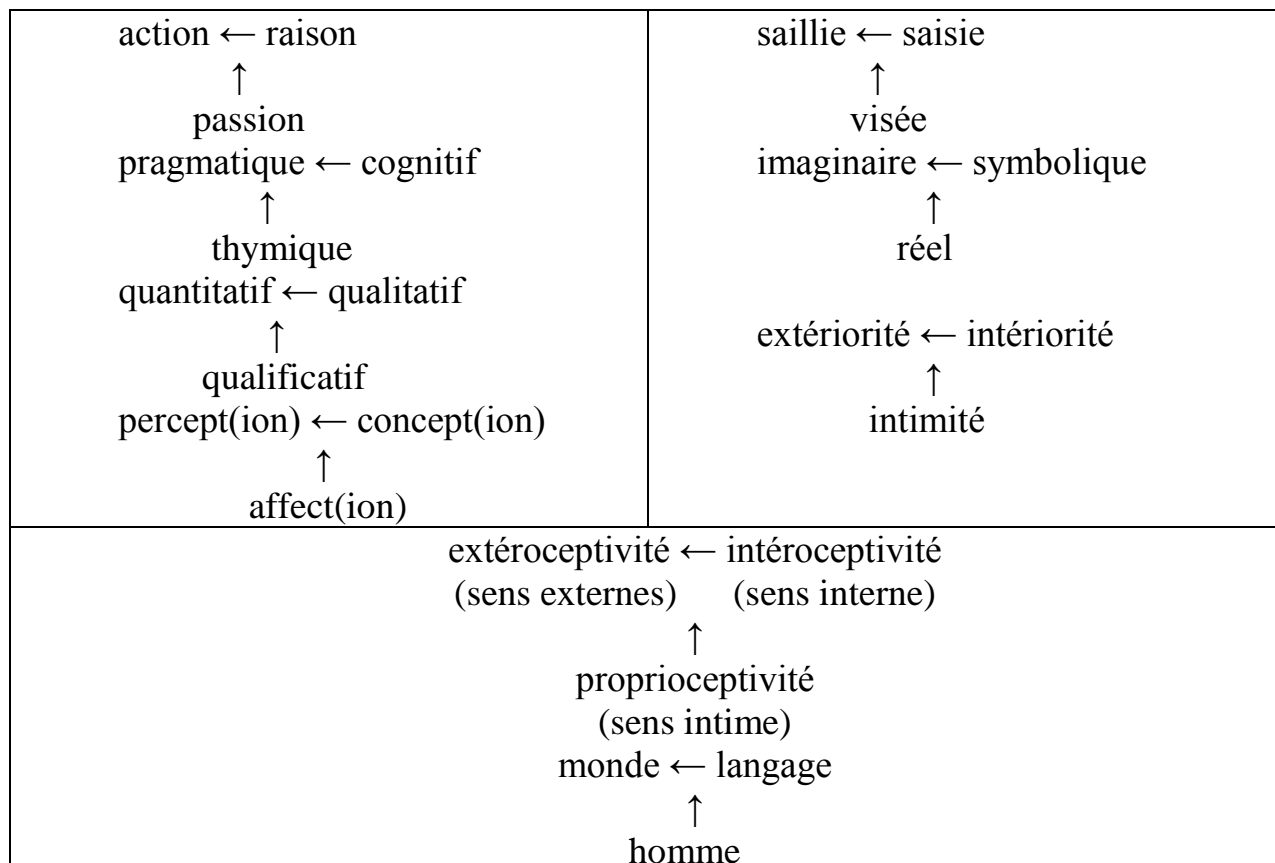 action ← raison
↑
passion
pragmatique ← cognitif
↑
thymique
quantitatif ← qualitatif
↑
qualificatif
percept(ion) ← concept(ion)
↑
affect(ion)
saillie ← saisie
↑
visée
imaginaire ← symbolique
↑
réel
extériorité ← intériorité
↑
intimité
extéroceptivité ← intéroceptivité
(sens externes) (sens interne)
↑
proprioceptivité
(sens intime)
monde ← langage
↑
homme